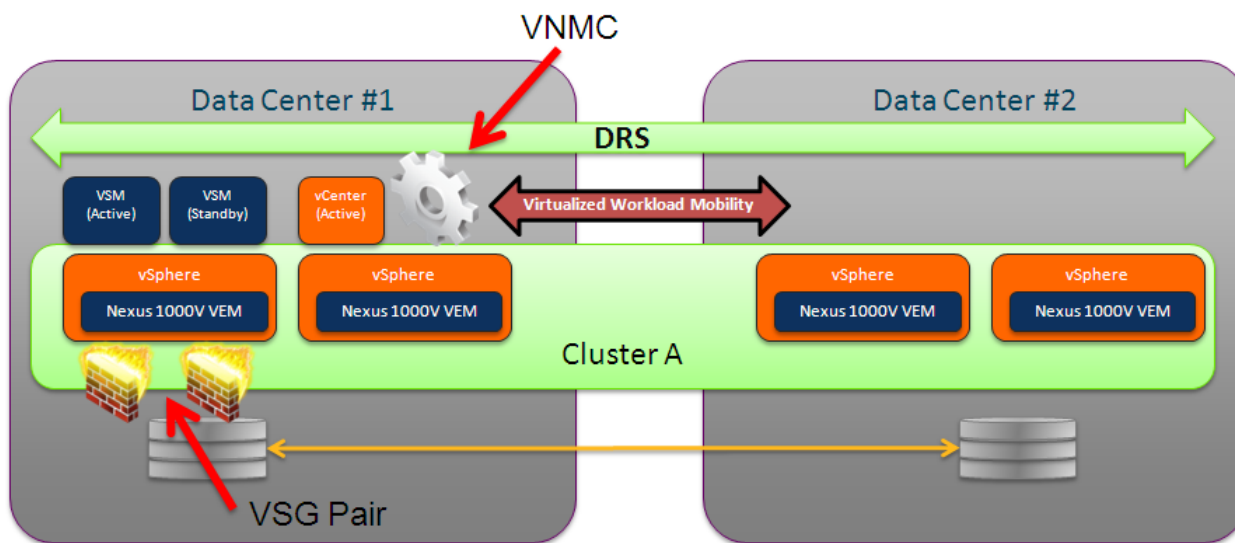 VNMC
Data Center #1
Data Center #2
DRS
VSM
(Active)
VSM
(Standby)
vCenter
(Active)
Virtualized Workload Mobility
vSphere
Nexus 1000V VEM
vSphere
Nexus 1000V VEM
vSphere
Nexus 1000V VEM
vSphere
Nexus 1000V VEM
Cluster A
VSG Pair